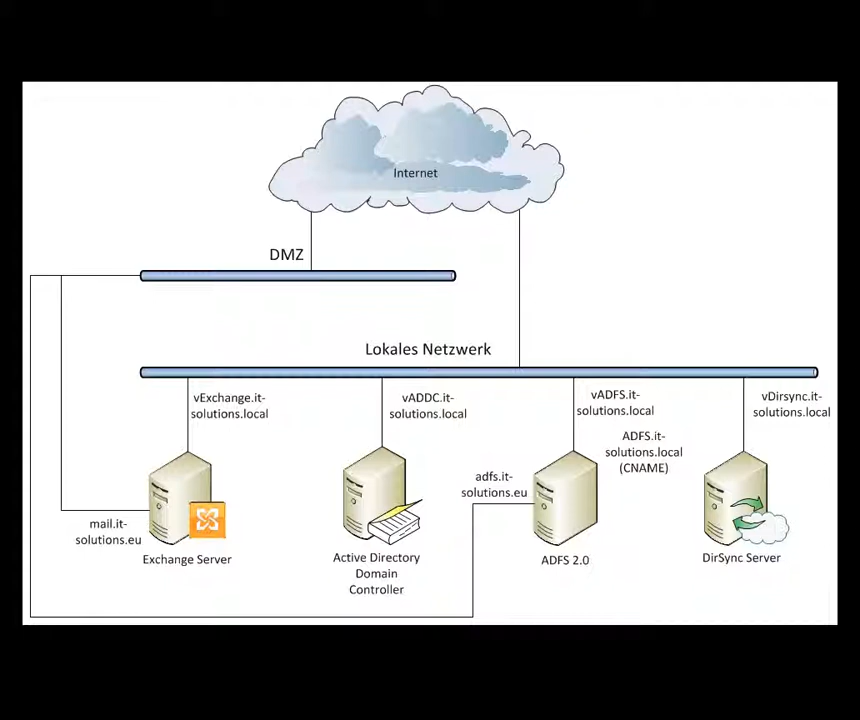 Internet
DMZ
Lokales Netzwerk
vExchange.it-
solutions.local
vADDC.it-
solutions.local
vADFS.it-
solutions.local
vDirsync.it-
solutions.local
ADFS.it-
solutions.local
(CNAME)
adfs.it-
solutions.eu
mail.it-
solutions.eu
Exchange Server
Active Directory
Domain
Controller
ADFS 2.0
DirSync Server